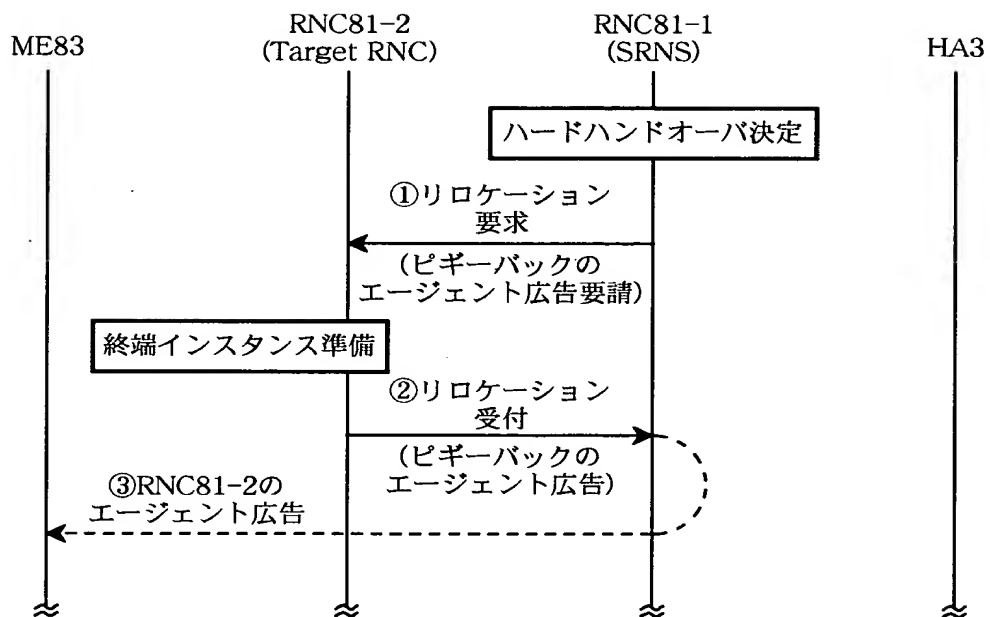 ME83
RNC81-2
(Target RNC)
RNC81-1
(SRNS)
HA3
ハードハンドオーバ決定
①リロケーション
要求
(ピギーバックの
エージェント広告要請)
終端インスタンス準備
②リロケーション
受付
(ピギーバックの
エージェント広告)
③RNC81-2の
エージェント広告